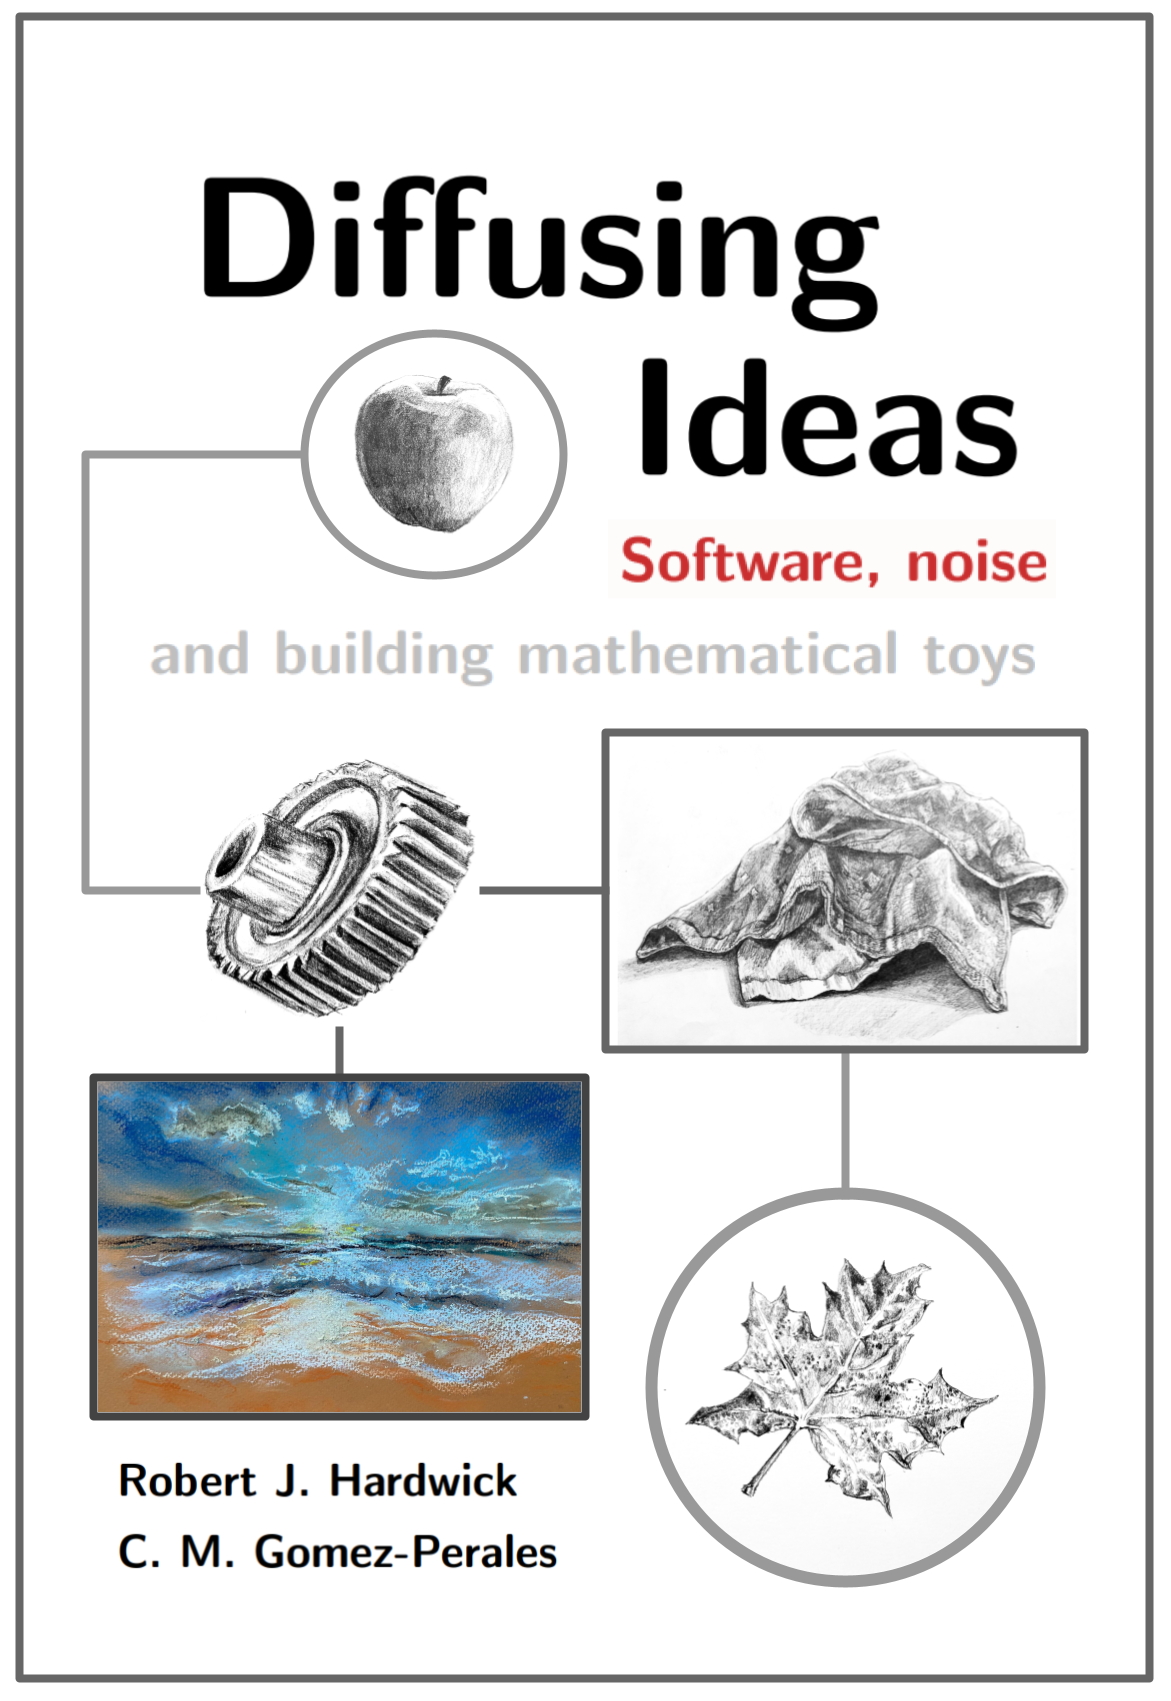 Diffusing
Ideas
Software, noise
and building mathematical toys
Robert J. Hardwick
C. M. Gomez-Perales